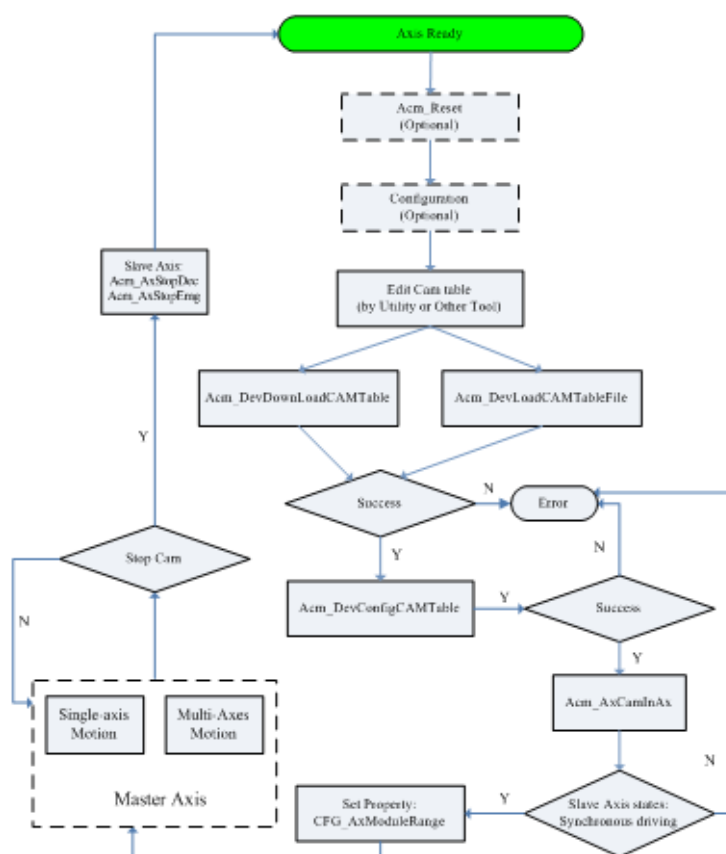 Axis Ready
Acm_Reset
(Optional)
Configuration
(Optional)
Slave Axis:
Acm_AxStopDec
Acm_AxStopEmg
Edit Cam table
(by Utility or Other Tool)
Acm_DevDownLoadCAMTable
Acm_DevLoadCAMTableFile
Y
Success
N
Error
Stop Cam
Y
N
N
Acm_DevConfigCAMTable
Y
Success
Y
Single-axis
Motion
Multi-Axes
Motion
Acm_AxCamInAx
N
Master Axis
Set Property:
CFG_AxModuleRange
Y
Slave Axis states:
Synchronous driving